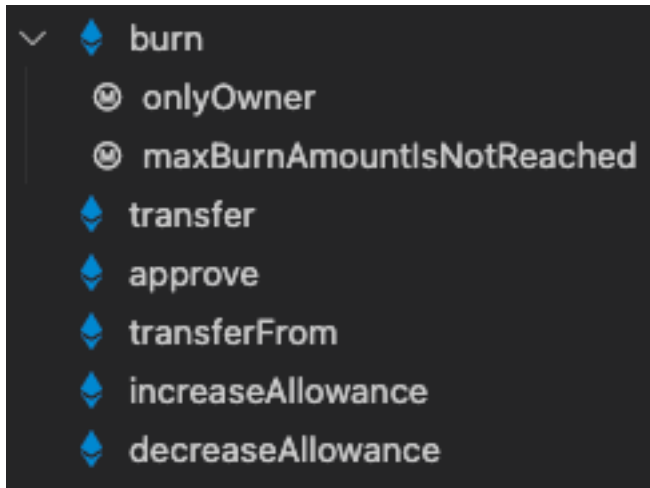 burn
onlyOwner
maxBurnAmountIsNotReached
transfer
approve
transferFrom
increaseAllowance
decreaseAllowance